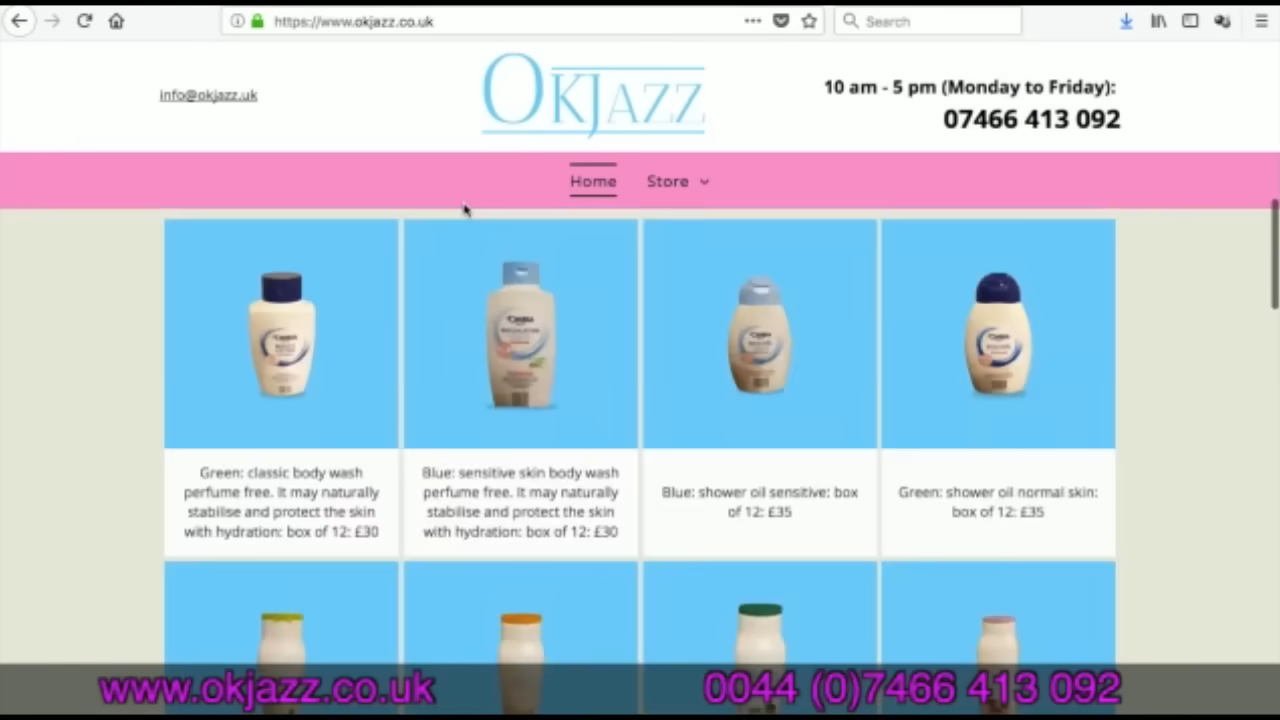 https://www.okjazz.co.uk
Search
info@okjazz.uk
OKJAZZ
10 am - 5 pm (Monday to Friday):
07466 413 092
Home
Store
Green: classic body wash
perfume free. It may naturally
stabilise and protect the skin
with hydration: box of 12: £30
Blue: sensitive skin body wash
perfume free. It may naturally
stabilise and protect the skin
with hydration: box of 12: £30
Blue: shower oil sensitive: box
of 12: £35
Green: shower oil normal skin:
box of 12: £35
www.okjazz.co.uk
0044 (0)7466 413 092